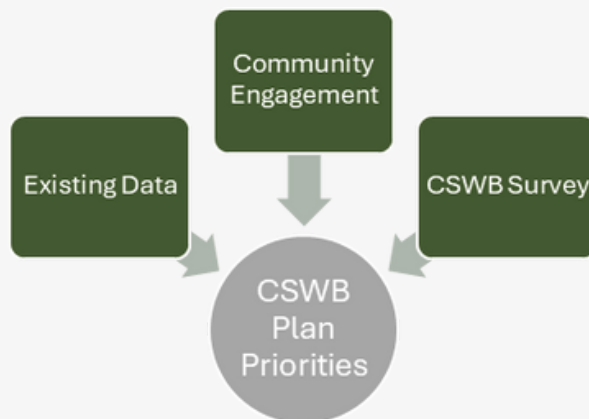 Community
Engagement
Existing Data
CSWB Survey
CSWB
Plan
Priorities